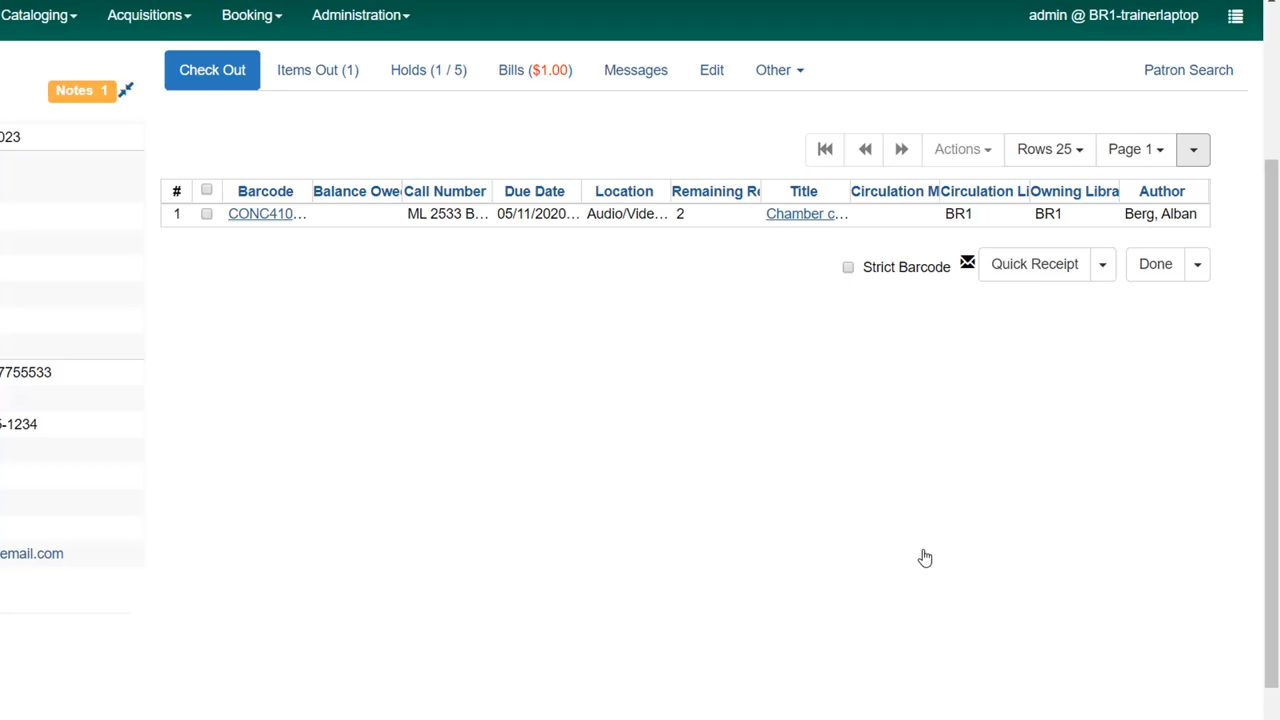 Cataloging Acquisitions Booking Administration admin @ BR1-trainerlaptop
Check Out Items Out (1) Holds (1 / 5) Bills ($1.00) Messages Edit Other Patron Search
Notes 1
023
Actions Rows 25 Page 1
# Barcode Balance Owe Call Number Due Date Location Remaining Re Title Circulation M Circulation Li Owning Libra Author
1 CONC410... ML 2533 B... 05/11/2020... Audio/Vide... 2 Chamber c... BR1 BR1 Berg, Alban
Strict Barcode Quick Receipt Done
7755533
5-1234
email.com